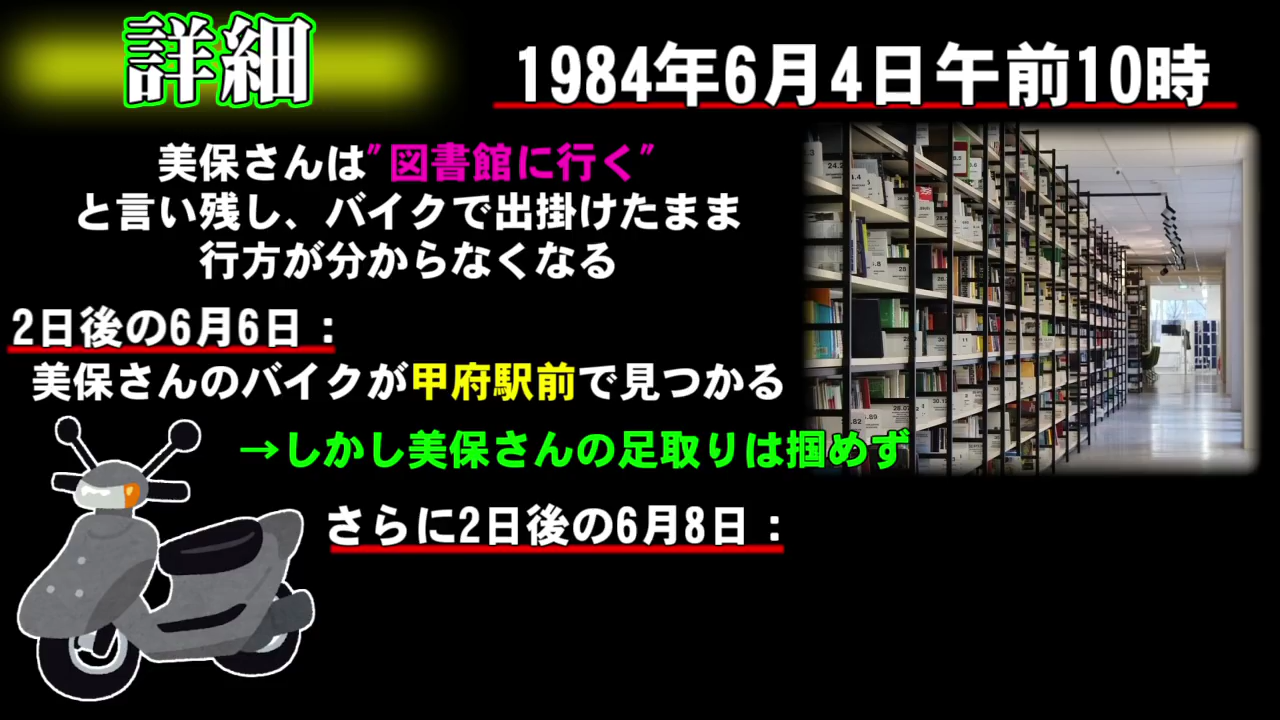 詳細
1984年6月4日午前10時
美保さんは"図書館に行く"
と言い残し、バイクで出掛けたまま
行方が分からなくなる
2日後の6月6日：
美保さんのバイクが甲府駅前で見つかる
→しかし美保さんの足取りは掴めず
さらに2日後の6月8日：